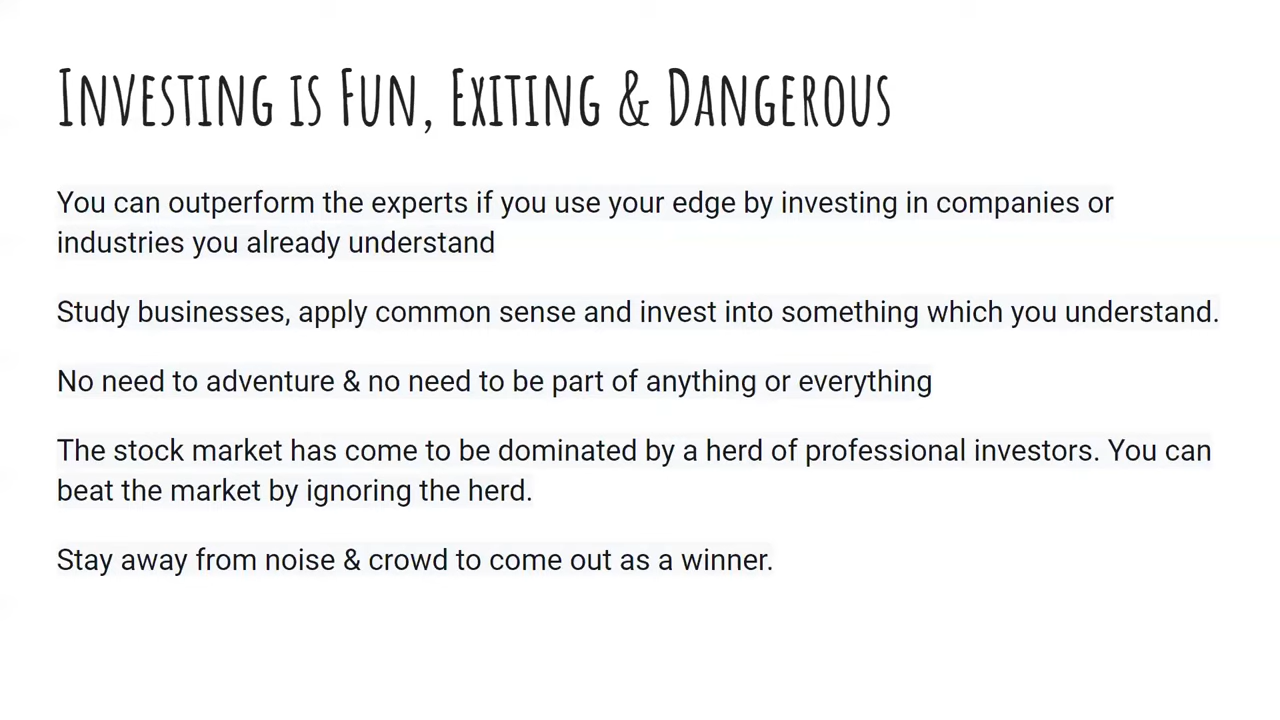 Investing is Fun, Exiting & Dangerous
You can outperform the experts if you use your edge by investing in companies or
industries you already understand
Study businesses, apply common sense and invest into something which you understand.
No need to adventure & no need to be part of anything or everything
The stock market has come to be dominated by a herd of professional investors. You can
beat the market by ignoring the herd.
Stay away from noise & crowd to come out as a winner.